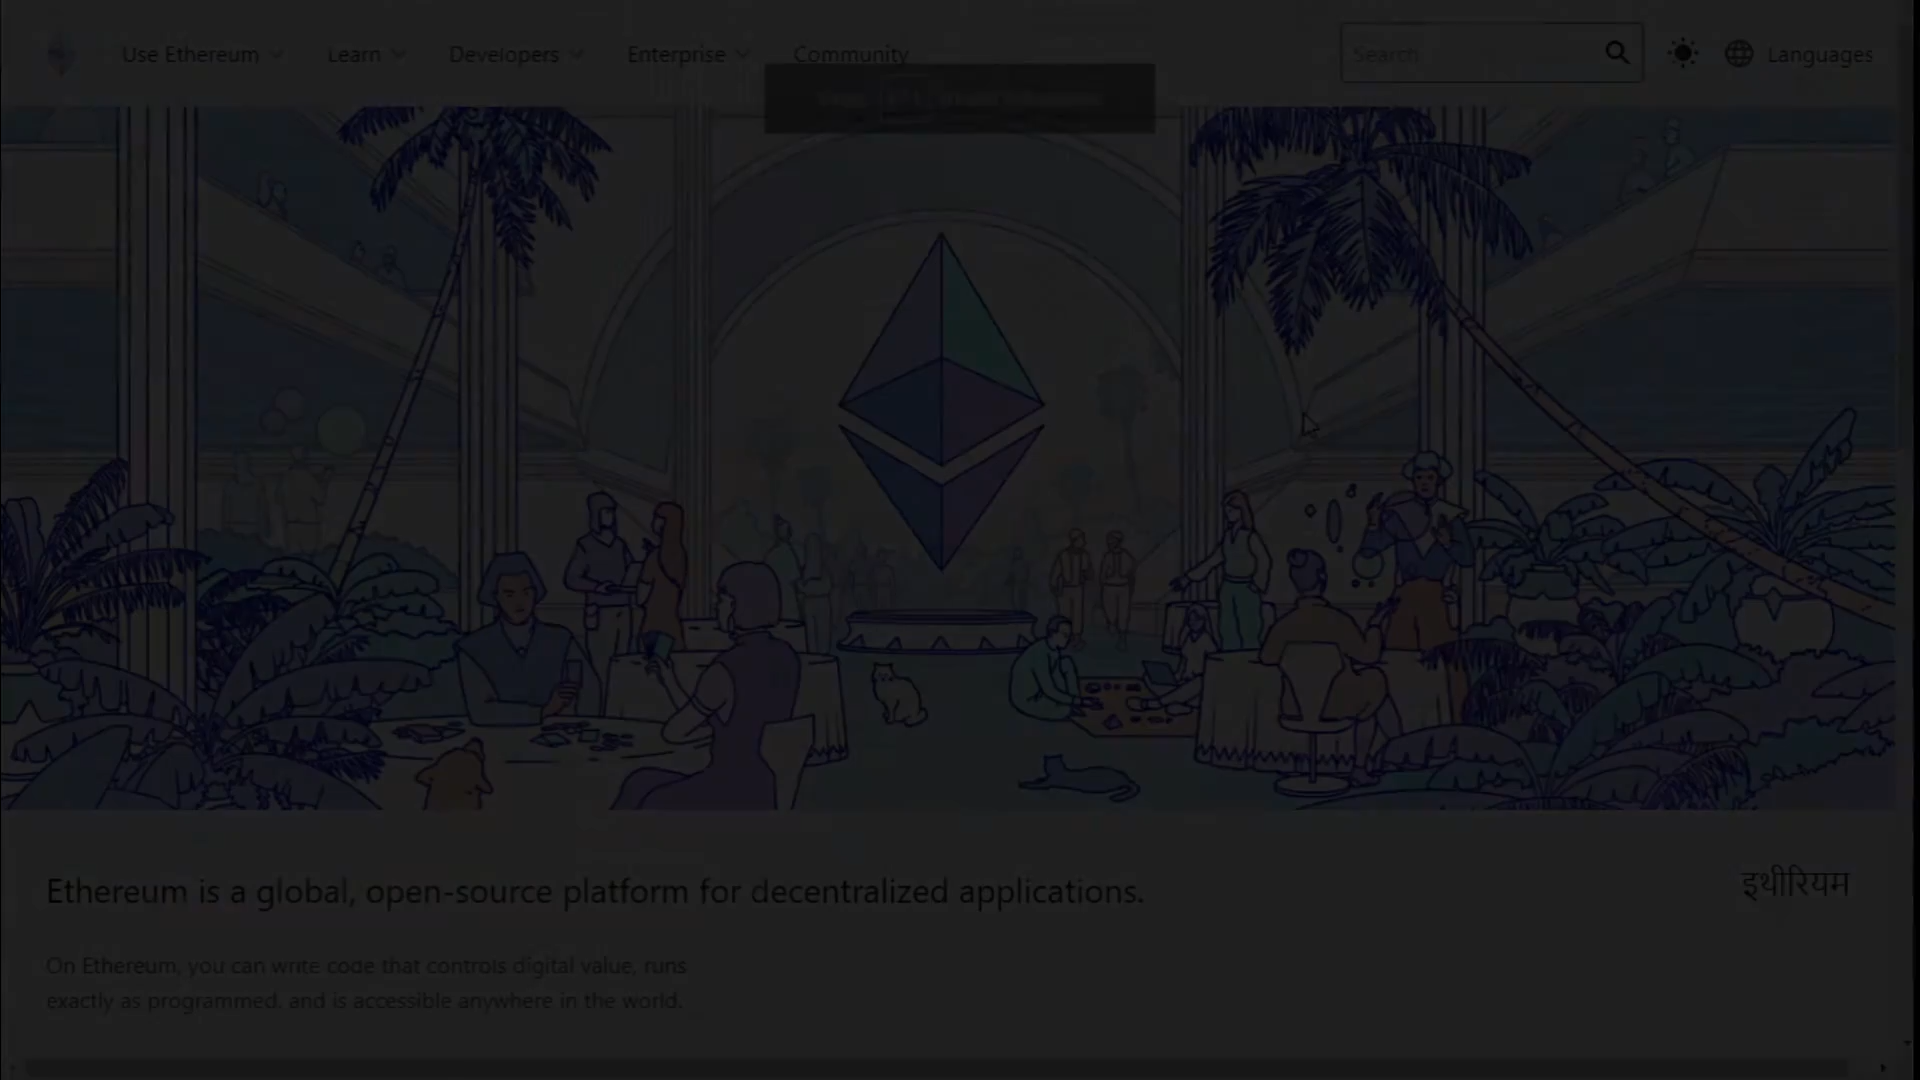 Use Ethereum
Learn
Developers
Enterprise
Community
Search
Languages
Ethereum is a global, open-source platform for decentralized applications.
इथीरियम
On Ethereum, you can write code that controls digital value, runs
exactly as programmed, and is accessible anywhere in the world.